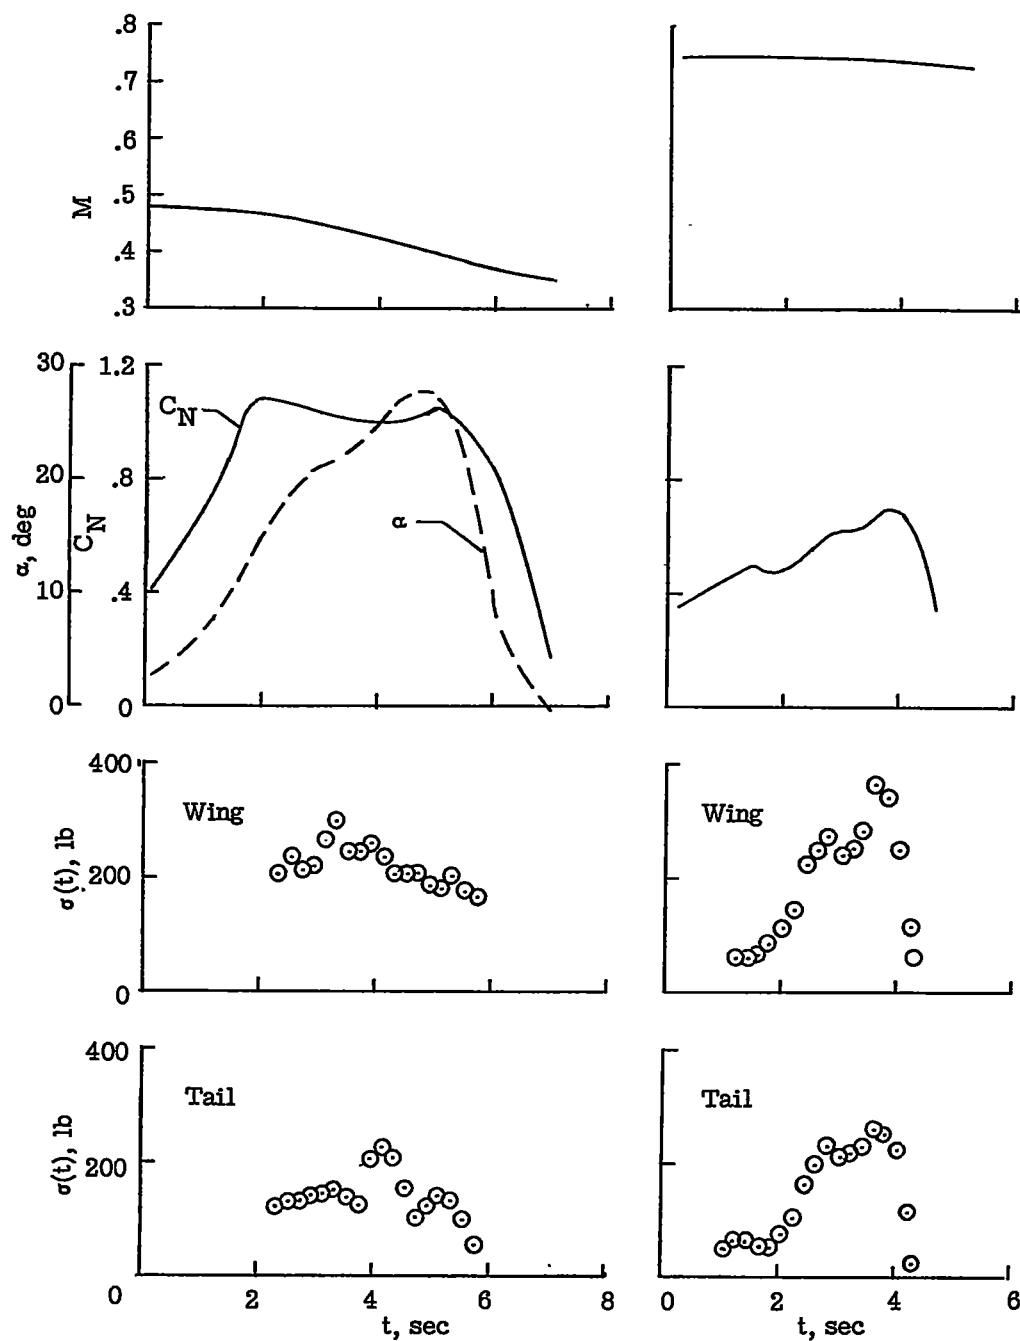 .8
.7
.6
.5
.4
.3
M
30
20
10
0
α, deg
1.2
.8
.4
0
C_N
C_N
α
400
200
0
σ(t), lb
Wing
Wing
400
200
0
σ(t), lb
Tail
Tail
2 4 6 8
t, sec
0 2 4 6
t, sec